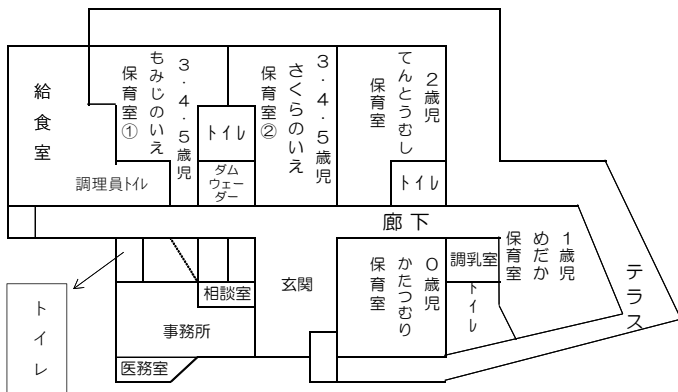 給食室
3・4・5歳児
もみじのいえ
保育室①
トイレ
ダム
ウェー
ダー
調理員トイレ
3・4・5歳児
さくらのいえ
保育室②
2歳児
てんとうむし
保育室
トイレ
廊下
1歳児
めだか
保育室
テラス
調乳室
トイレ
0歳児
かたつむり
保育室
玄関
相談室
事務所
医務室
トイレ